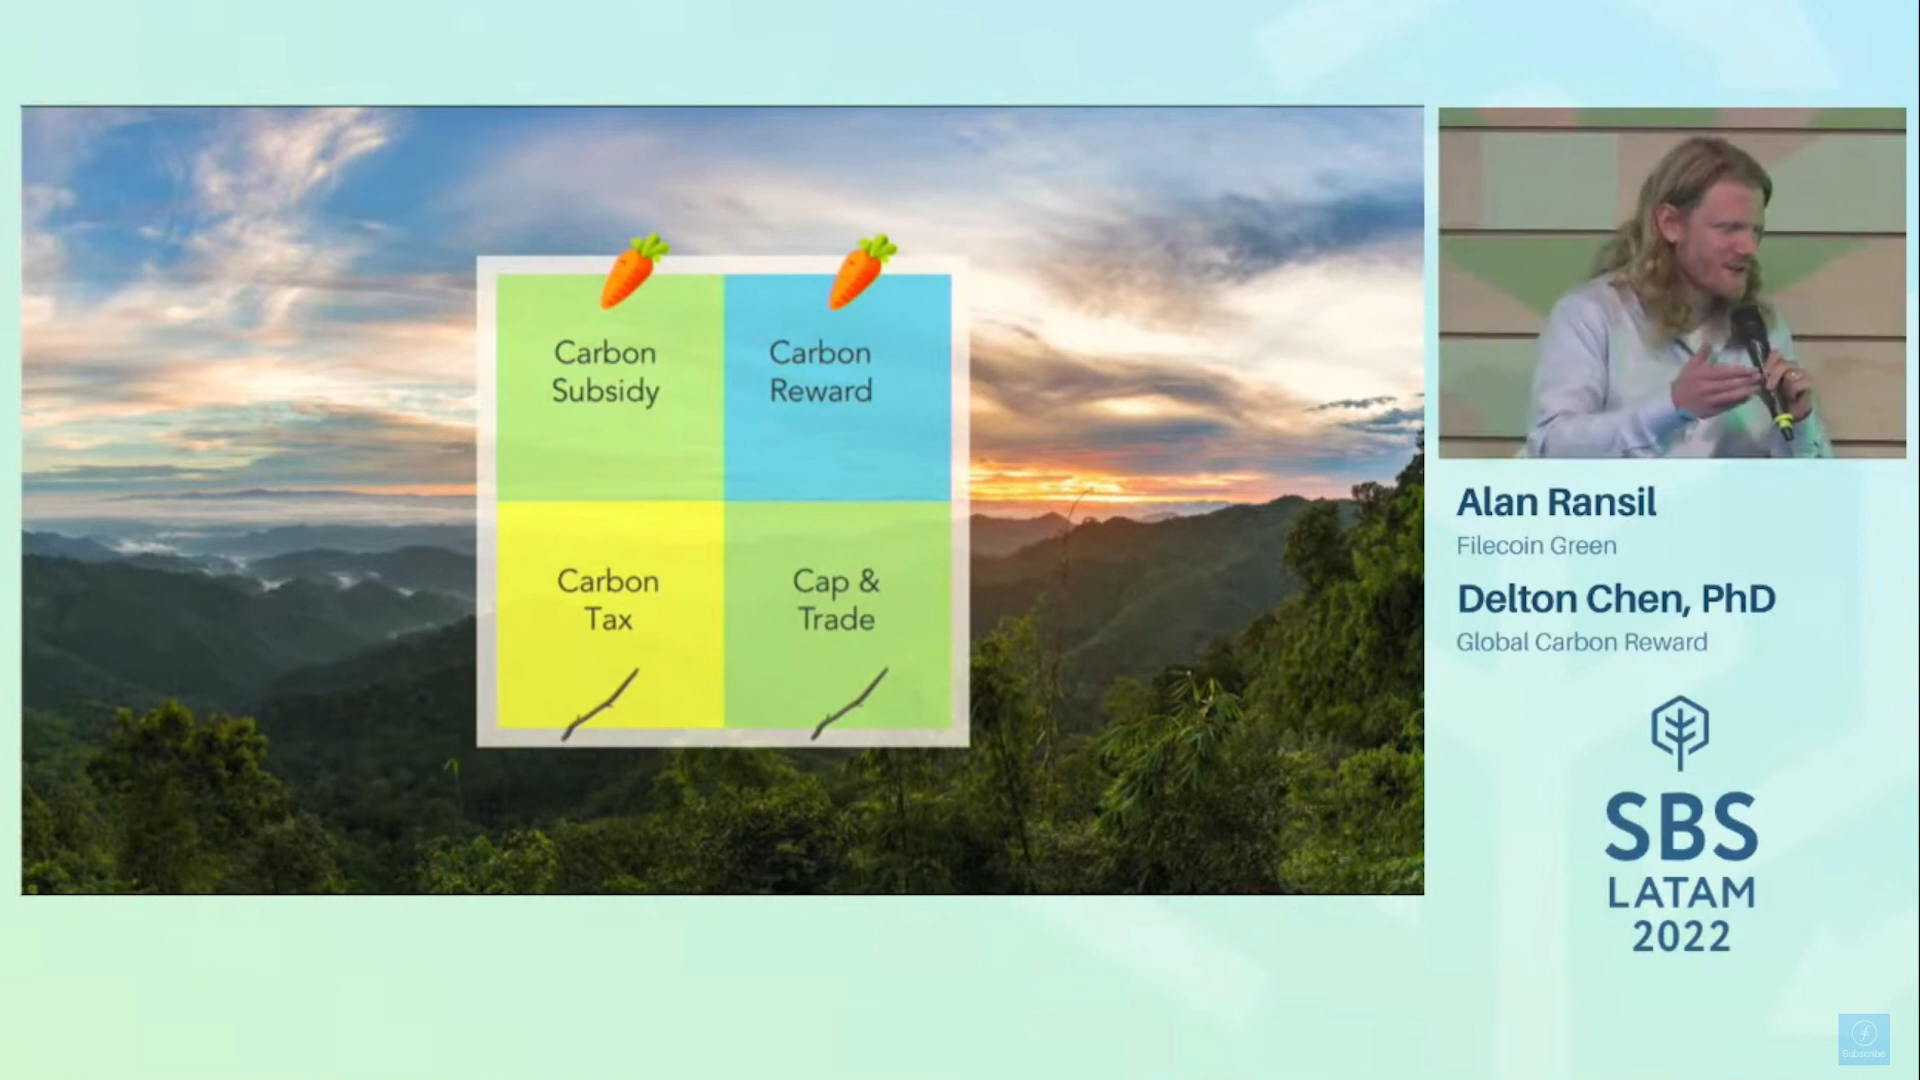 Carbon
Subsidy
Carbon
Reward
Carbon
Tax
Cap &
Trade
Alan Ransil
Filecoin Green
Delton Chen, PhD
Global Carbon Reward
SBS
LATAM
2022
Subscribe